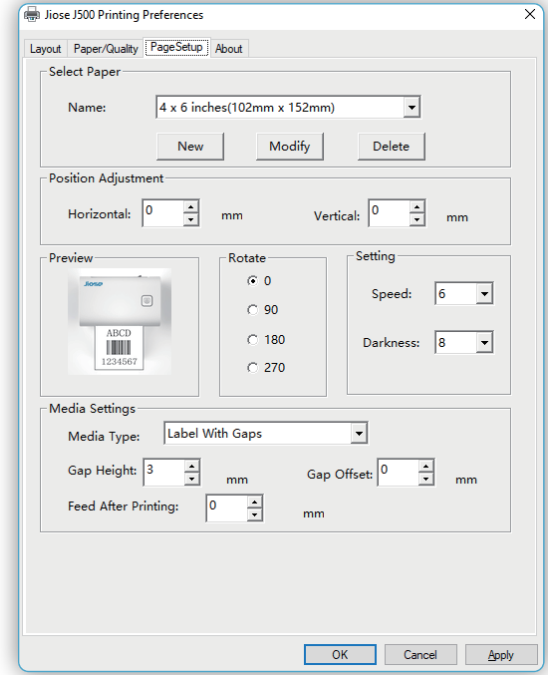 Jiose J500 Printing Preferences
Layout Paper/Quality PageSetup About
Select Paper
Name: 4 x 6 inches(102mm x 152mm)
New Modify Delete
Position Adjustment
Horizontal: 0 mm Vertical: 0 mm
Preview
JIOSE
ABCD
1234567
Rotate
0
90
180
270
Setting
Speed: 6
Darkness: 8
Media Settings
Media Type: Label With Gaps
Gap Height: 3 mm Gap Offset: 0 mm
Feed After Printing: 0 mm
OK Cancel Apply